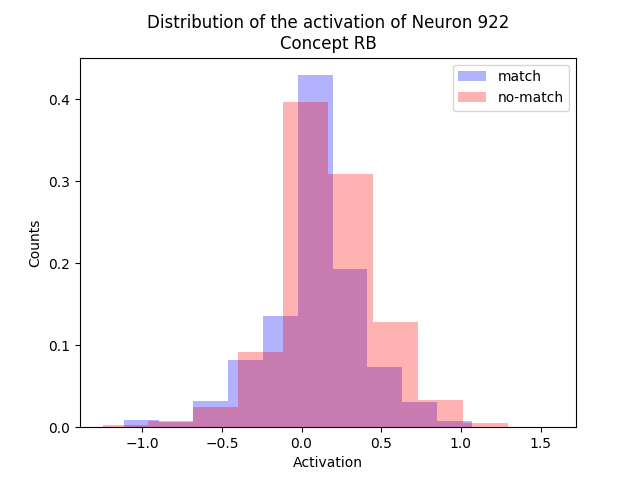 Distribution of the activation of Neuron 922
Concept RB
match
no-match
Counts
0.4
0.3
0.2
0.1
0.0
−1.0
−0.5
0.0
0.5
1.0
1.5
Activation